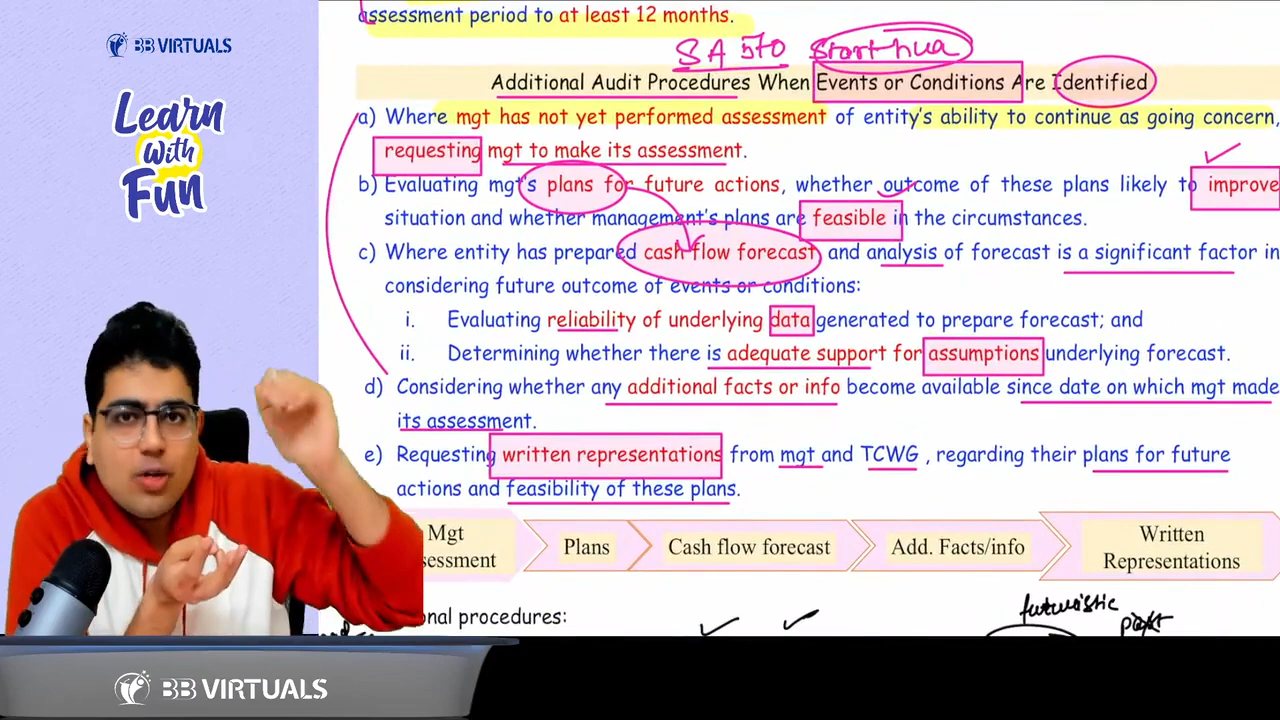 BB VIRTUALS
Learn
With
Fun
assessment period to at least 12 months.
SA 570 Start hua
Additional Audit Procedures When Events or Conditions Are Identified
a) Where mgt has not yet performed assessment of entity's ability to continue as going concern,
requesting mgt to make its assessment.
b) Evaluating mgt's plans for future actions, whether outcome of these plans likely to improve
situation and whether management's plans are feasible in the circumstances.
c) Where entity has prepared cash flow forecast, and analysis of forecast is a significant factor in
considering future outcome of events or conditions:
i. Evaluating reliability of underlying data generated to prepare forecast; and
ii. Determining whether there is adequate support for assumptions underlying forecast.
d) Considering whether any additional facts or info become available since date on which mgt made
its assessment.
e) Requesting written representations from mgt and TCWG , regarding their plans for future
actions and feasibility of these plans.
Mgt
sessment
Plans
Cash flow forecast
Add. Facts/info
Written
Representations
onal procedures:
futuristic
past
BB VIRTUALS